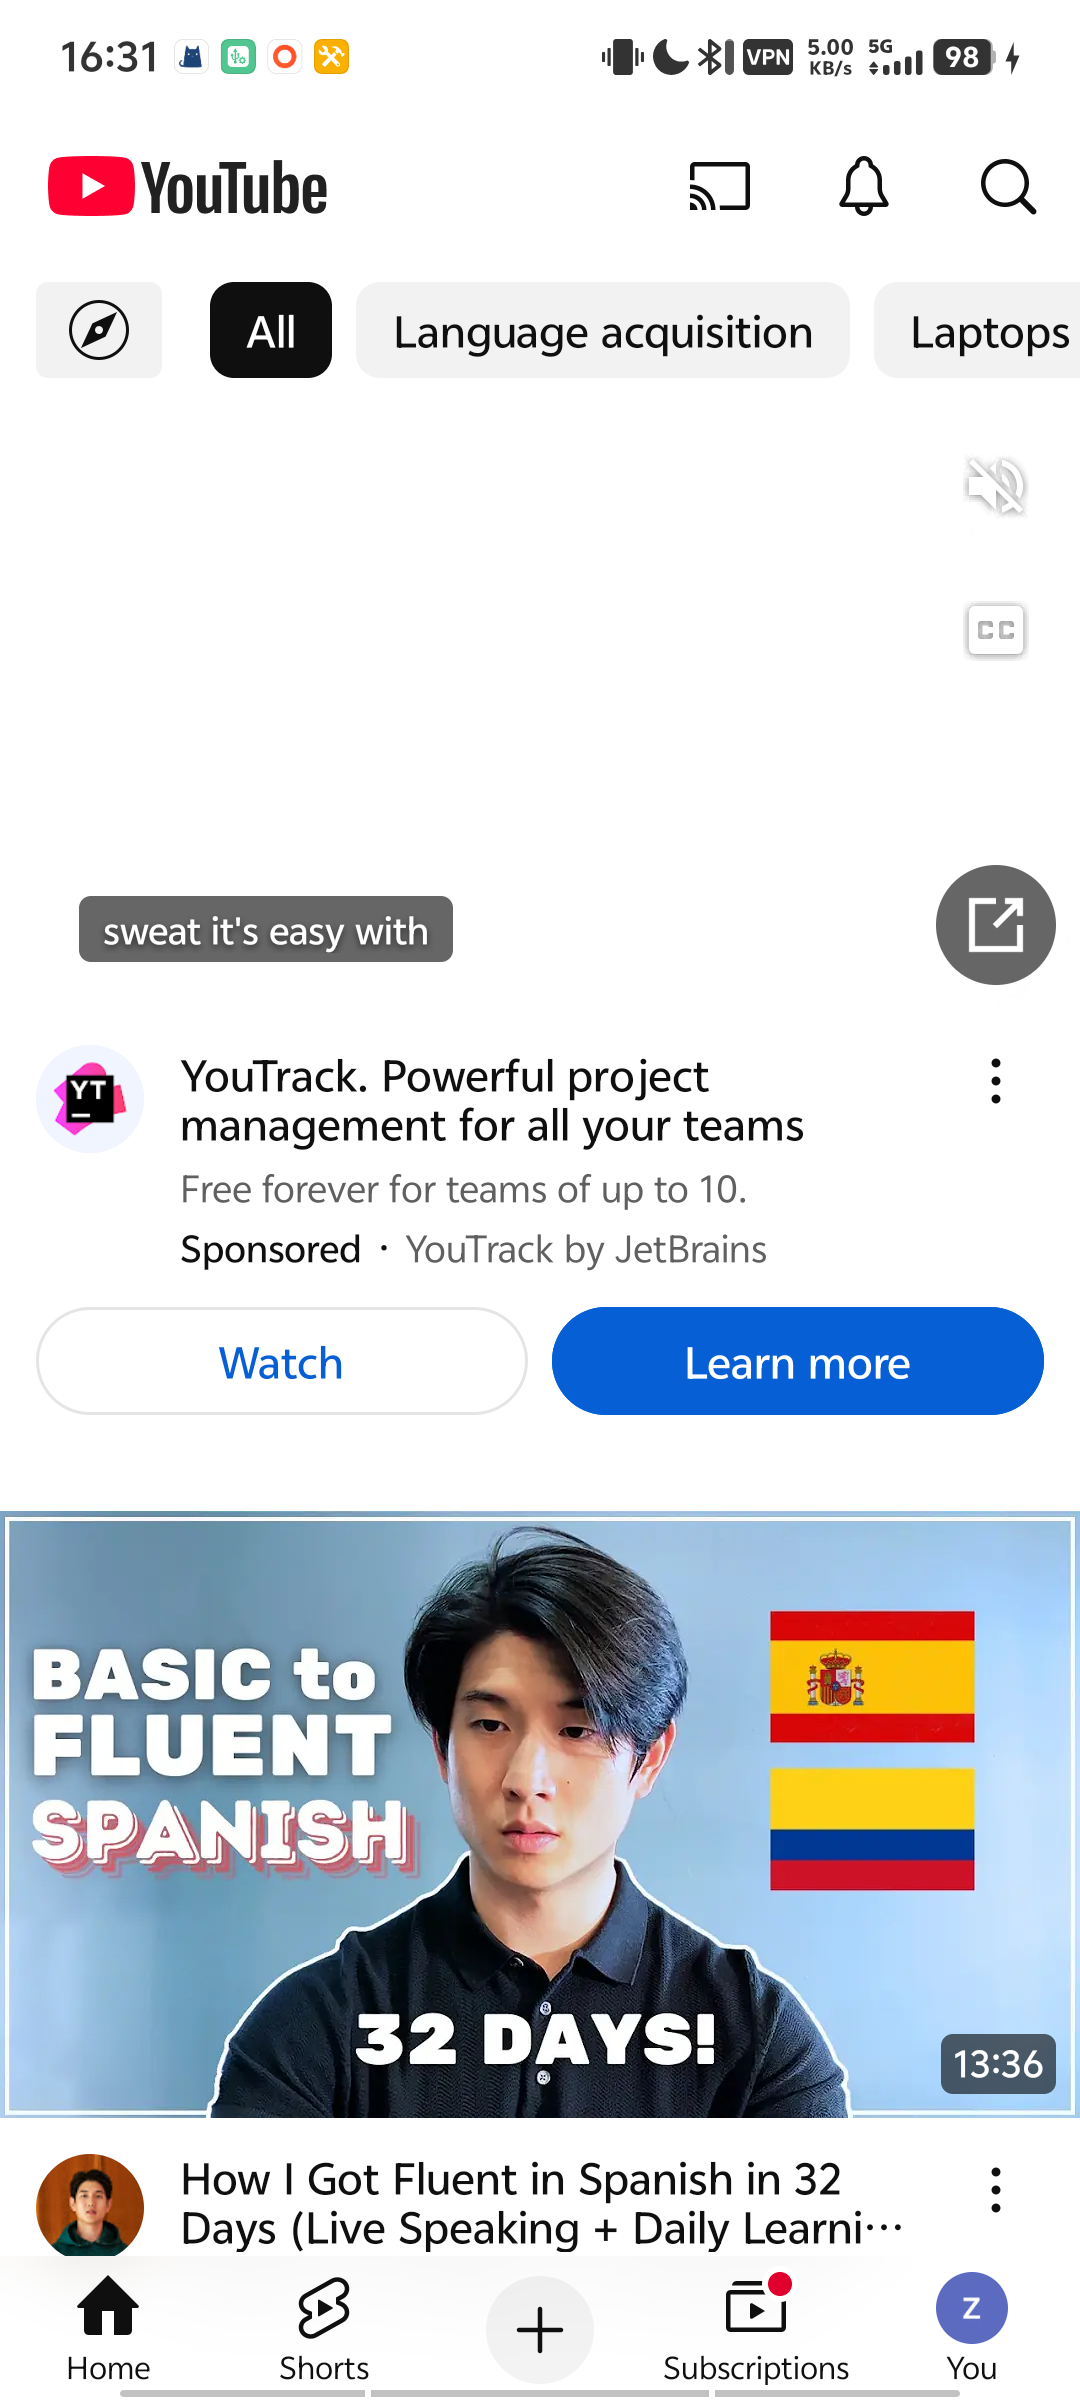 16:31
VPN
5.00
KB/s
5G
98
YouTube
All
Language acquisition
Laptops
CC
sweat it's easy with
YT
YouTrack. Powerful project
management for all your teams
Free forever for teams of up to 10.
Sponsored · YouTrack by JetBrains
Watch
Learn more
BASIC to
FLUENT
SPANISH
32 DAYS!
13:36
How I Got Fluent in Spanish in 32
Days (Live Speaking + Daily Learni...
Z
Home
Shorts
Subscriptions
You